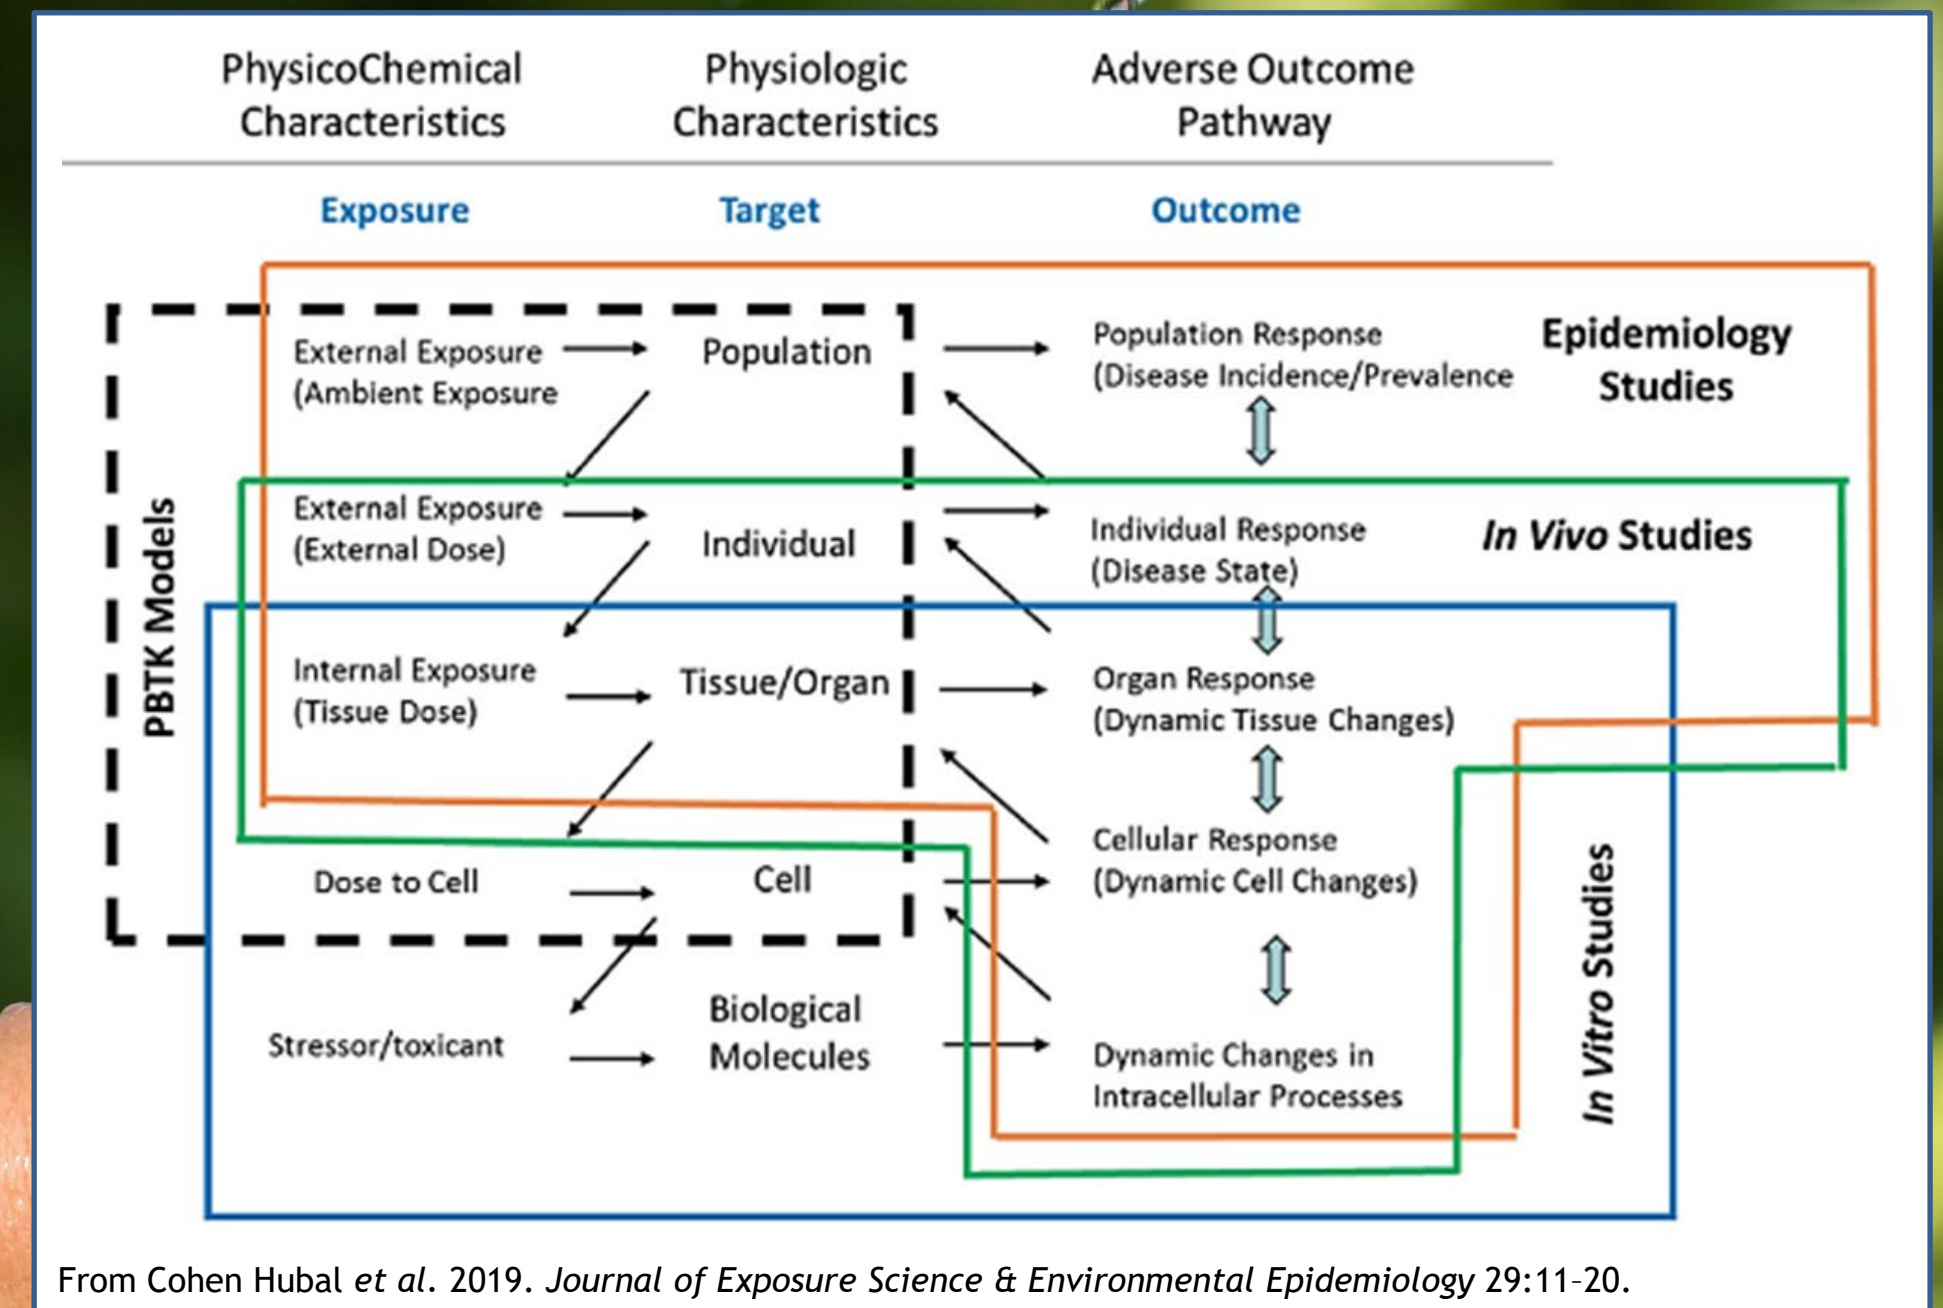 PhysicoChemical
Characteristics
Physiologic
Characteristics
Adverse Outcome
Pathway
Exposure
Target
Outcome
External Exposure
(Ambient Exposure
Population
Population Response
(Disease Incidence/Prevalence
Epidemiology
Studies
PBTK Models
External Exposure
(External Dose)
Individual
Individual Response
(Disease State)
In Vivo Studies
Internal Exposure
(Tissue Dose)
Tissue/Organ
Organ Response
(Dynamic Tissue Changes)
Dose to Cell
Cell
Cellular Response
(Dynamic Cell Changes)
In Vitro Studies
Stressor/toxicant
Biological
Molecules
Dynamic Changes in
Intracellular Processes
From Cohen Hubal et al. 2019. Journal of Exposure Science & Environmental Epidemiology 29:11–20.